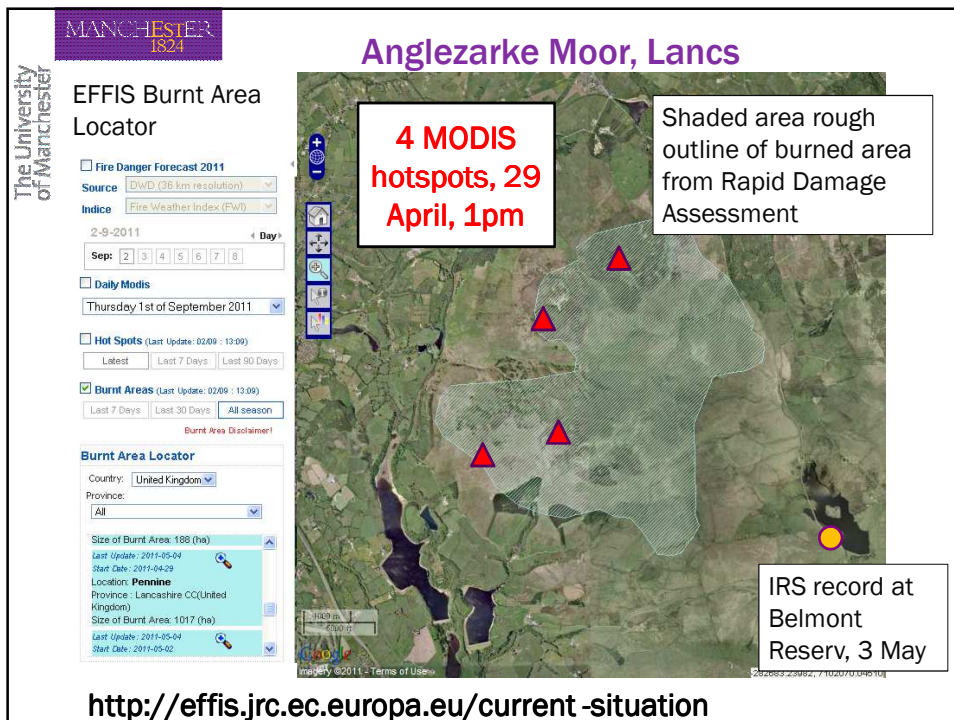 MANCHESTER
1824
The University
of Manchester
Anglezarke Moor, Lancs
EFFIS Burnt Area
Locator
Fire Danger Forecast 2011
Source DWD (36 km resolution)
Indice Fire Weather Index (FWI)
2-9-2011 Day
Sep: 2 3 4 5 6 7 8
Daily Modis
Thursday 1st of September 2011
Hot Spots (Last Update: 02/09 : 13:09)
Latest Last 7 Days Last 90 Days
Burnt Areas (Last Update: 02/09 : 13:09)
Last 7 Days Last 30 Days All season
Burnt Area Disclaimer!
Burnt Area Locator
Country: United Kingdom
Province:
All
Size of Burnt Area: 188 (ha)
Last Update: 2011-05-04
Start Date: 2011-04-29
Location: Pennine
Province : Lancashire CC(United
Kingdom)
Size of Burnt Area: 1017 (ha)
Last Update: 2011-05-04
Start Date: 2011-05-02
4 MODIS
hotspots, 29
April, 1pm
Shaded area rough
outline of burned area
from Rapid Damage
Assessment
IRS record at
Belmont
Reserv, 3 May
Google
Imagery ©2011 - Terms of Use
http://effis.jrc.ec.europa.eu/current-situation